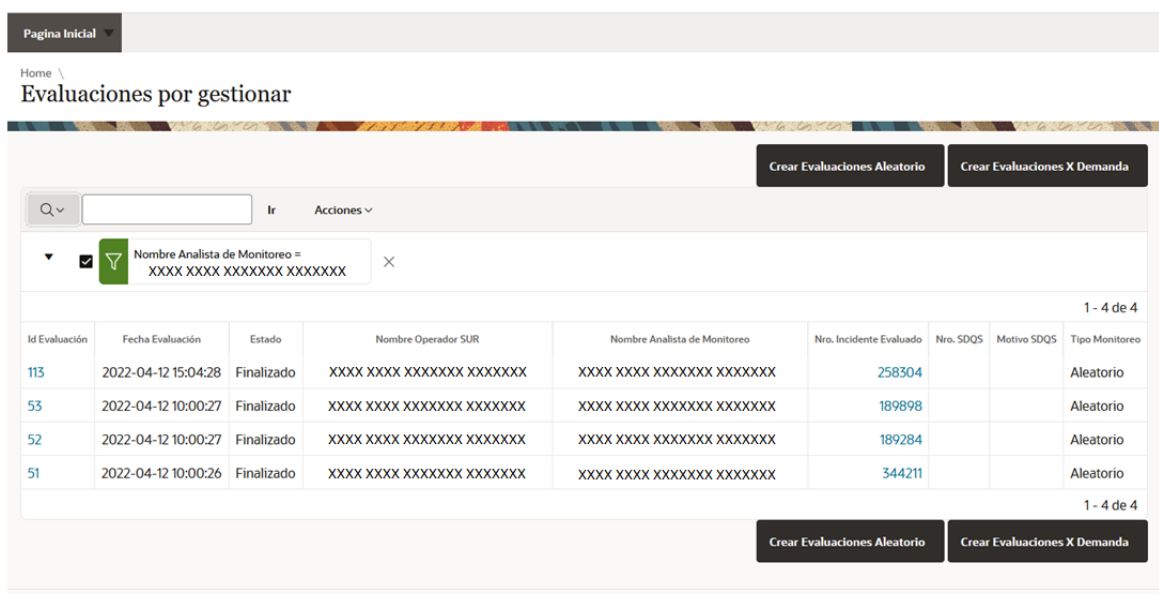 Pagina Inicial
Home \
Evaluaciones por gestionar
Crear Evaluaciones Aleatorio Crear Evaluaciones X Demanda
Ir Acciones
Nombre Analista de Monitoreo =
XXXX XXXX XXXXXXX XXXXXXX
1 - 4 de 4
Id Evaluación Fecha Evaluación Estado Nombre Operador SUR Nombre Analista de Monitoreo Nro. Incidente Evaluado Nro. SDQS Motivo SDQS Tipo Monitoreo
113 2022-04-12 15:04:28 Finalizado XXXX XXXX XXXXXXX XXXXXXX XXXX XXXX XXXXXXX XXXXXXX 258304 Aleatorio
53 2022-04-12 10:00:27 Finalizado XXXX XXXX XXXXXXX XXXXXXX XXXX XXXX XXXXXXX XXXXXXX 189898 Aleatorio
52 2022-04-12 10:00:27 Finalizado XXXX XXXX XXXXXXX XXXXXXX XXXX XXXX XXXXXXX XXXXXXX 189284 Aleatorio
51 2022-04-12 10:00:26 Finalizado XXXX XXXX XXXXXXX XXXXXXX XXXX XXXX XXXXXXX XXXXXXX 344211 Aleatorio
1 - 4 de 4
Crear Evaluaciones Aleatorio Crear Evaluaciones X Demanda